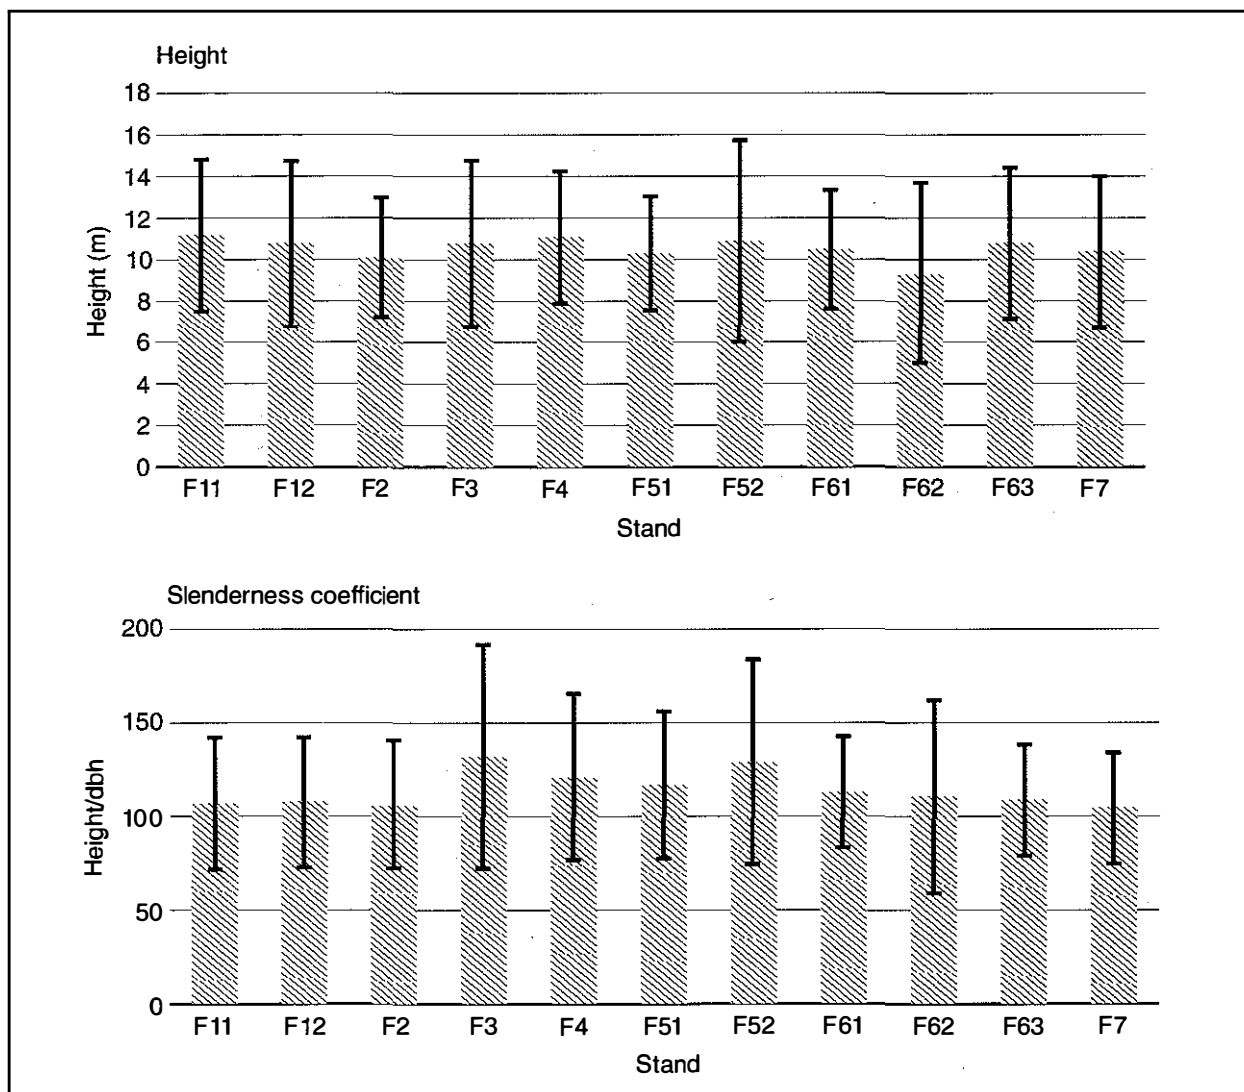 Height
18
16
14
12
10
8
6
4
2
0
Height (m)
F11 F12 F2 F3 F4 F51 F52 F61 F62 F63 F7
Stand
Slenderness coefficient
200
150
100
50
0
Height/dbh
F11 F12 F2 F3 F4 F51 F52 F61 F62 F63 F7
Stand